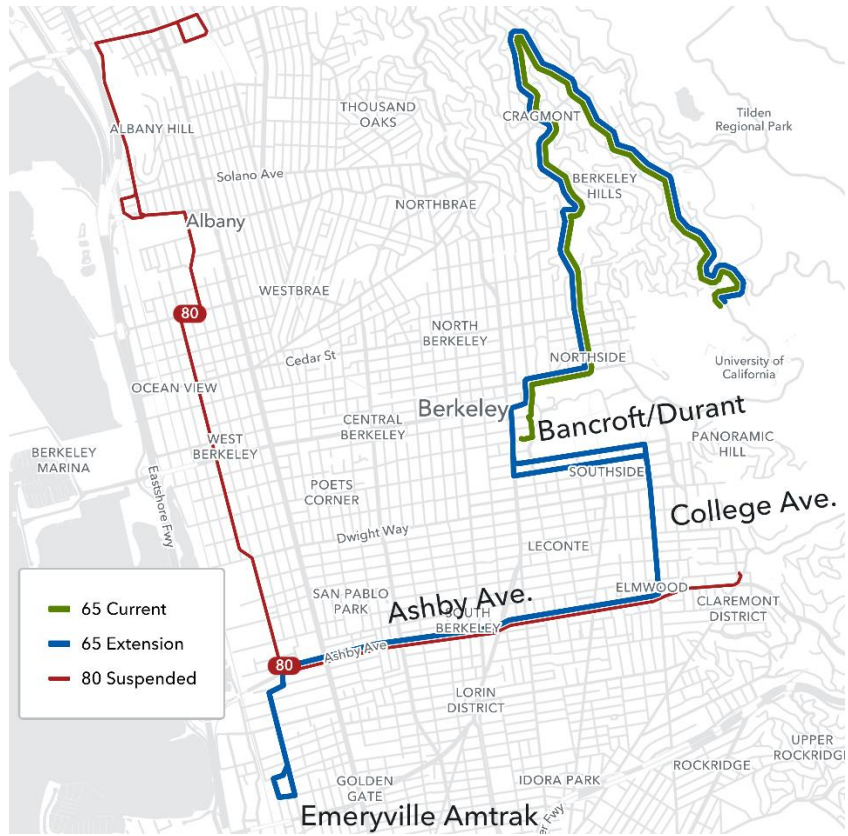 THOUSAND
OAKS
CRAGMONT
Tilden
Regional Park
ALBANY HILL
Solano Ave
BERKELEY
HILLS
NORTHBRAE
Albany
WESTBRAE
80
NORTH
BERKELEY
Cedar St
NORTHSIDE
University of
California
OCEAN VIEW
Berkeley
Bancroft/Durant
CENTRAL
BERKELEY
WEST
BERKELEY
PANORAMIC
HILL
BERKELEY
MARINA
Eastshore Fwy
SOUTHSIDE
POETS
CORNER
College Ave.
Dwight Way
LECONTE
65 Current
65 Extension
80 Suspended
ELMWOOD
SAN PABLO
PARK
Ashby Ave.
CLAREMONT
DISTRICT
SOUTH
BERKELEY
Ashby Ave
80
LORIN
DISTRICT
UPPER
ROCKRIDGE
ROCKRIDGE
GOLDEN
GATE
IDORA PARK
Emeryville Amtrak
Fwy